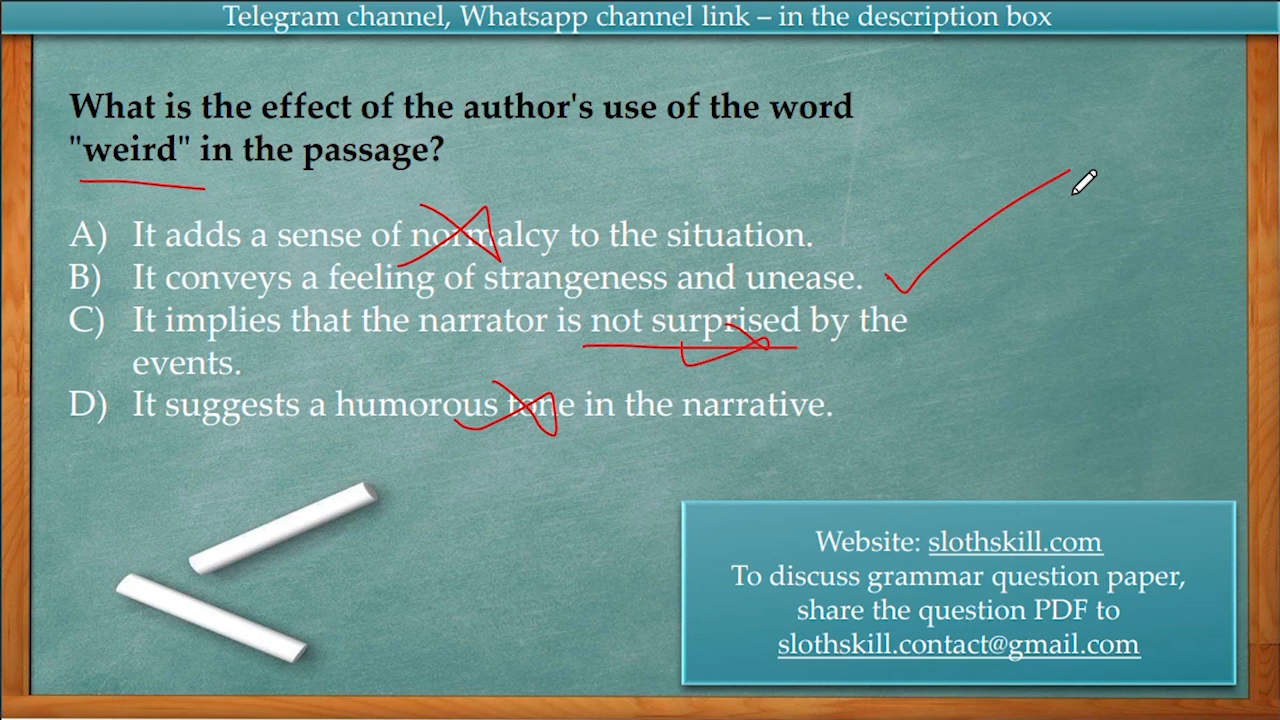 Telegram channel, Whatsapp channel link – in the description box
What is the effect of the author's use of the word
"weird" in the passage?
A) It adds a sense of normalcy to the situation.
B) It conveys a feeling of strangeness and unease.
C) It implies that the narrator is not surprised by the
events.
D) It suggests a humorous tone in the narrative.
Website: slothskill.com
To discuss grammar question paper,
share the question PDF to
slothskill.contact@gmail.com